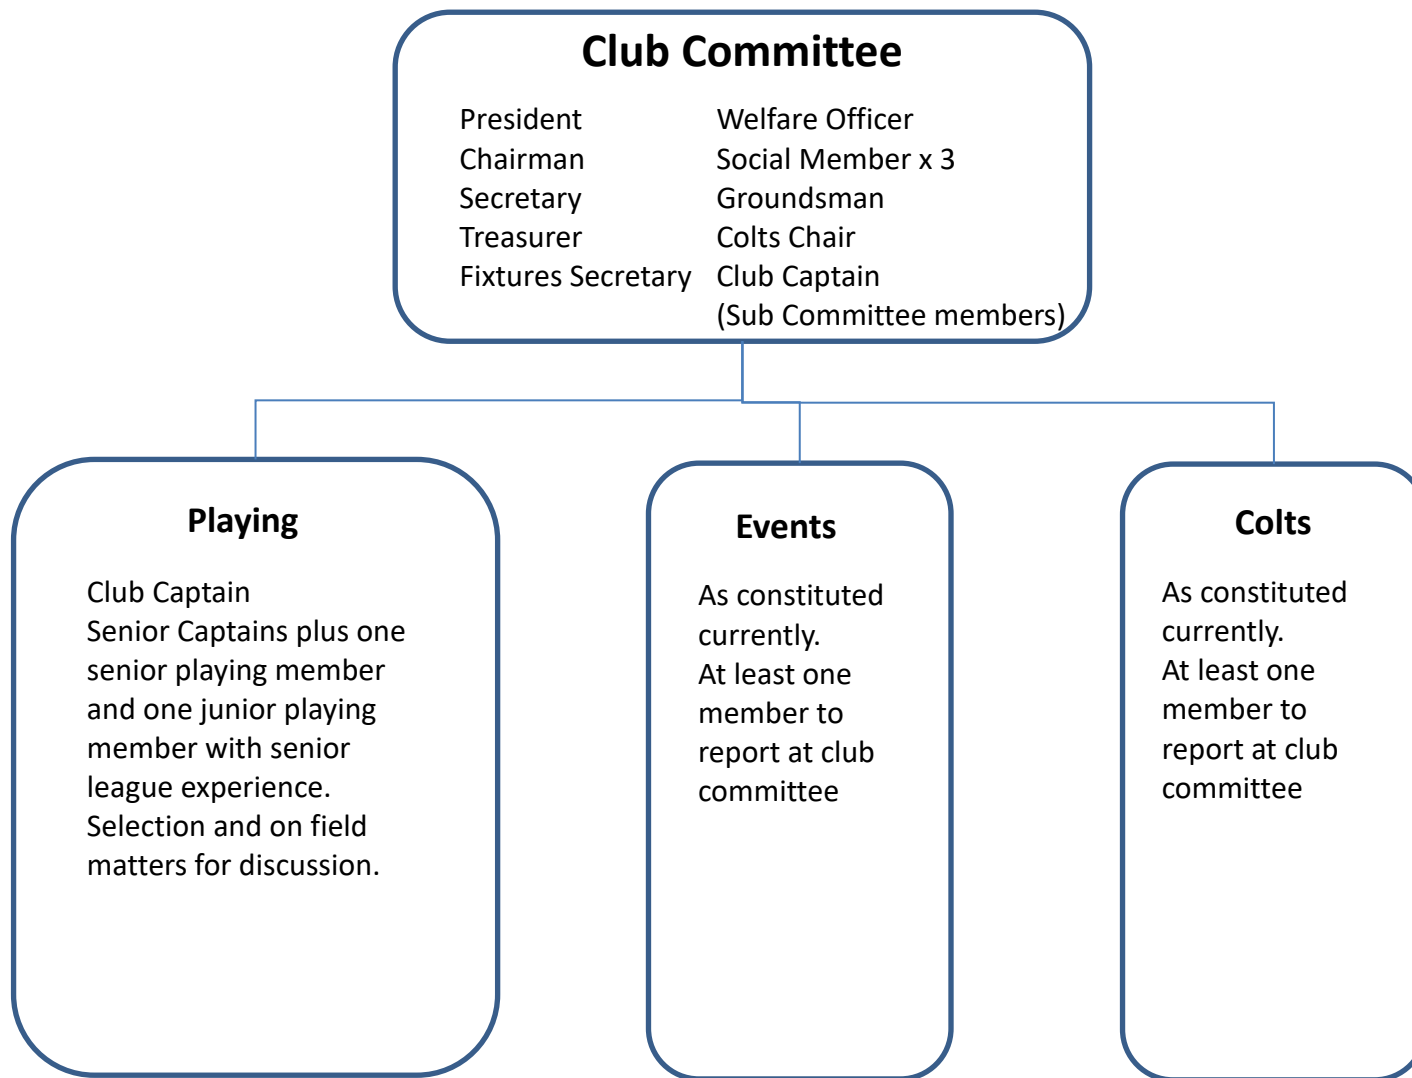 Club Committee
President
Chairman
Secretary
Treasurer
Fixtures Secretary
Welfare Officer
Social Member x 3
Groundsman
Colts Chair
Club Captain
(Sub Committee members)
Playing
Club Captain
Senior Captains plus one
senior playing member
and one junior playing
member with senior
league experience.
Selection and on field
matters for discussion.
Events
As constituted
currently.
At least one
member to
report at club
committee
Colts
As constituted
currently.
At least one
member to
report at club
committee